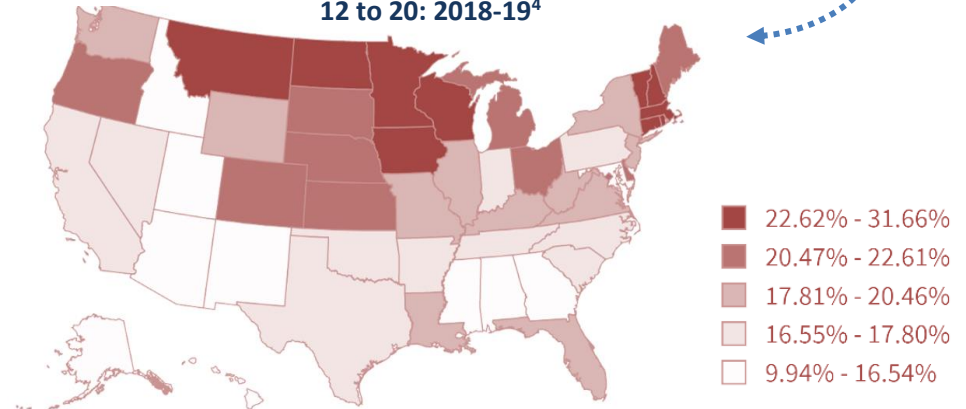 12 to 20: 2018-19⁴
22.62% - 31.66%
20.47% - 22.61%
17.81% - 20.46%
16.55% - 17.80%
9.94% - 16.54%